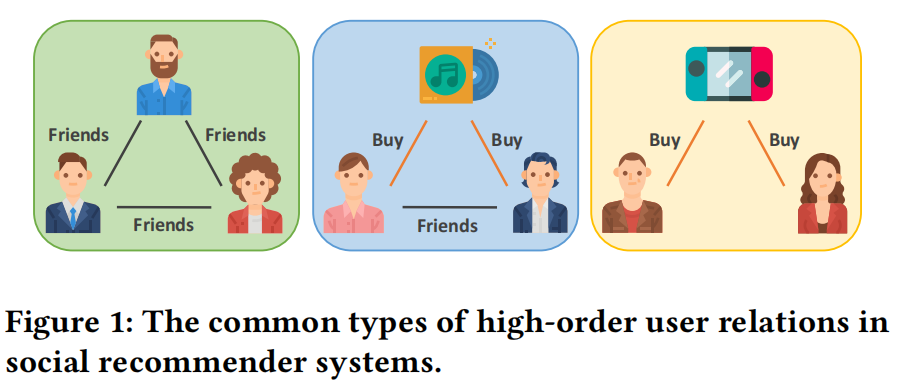 Friends
Friends
Friends
Buy
Buy
Friends
Buy
Buy
Figure 1: The common types of high-order user relations in
social recommender systems.